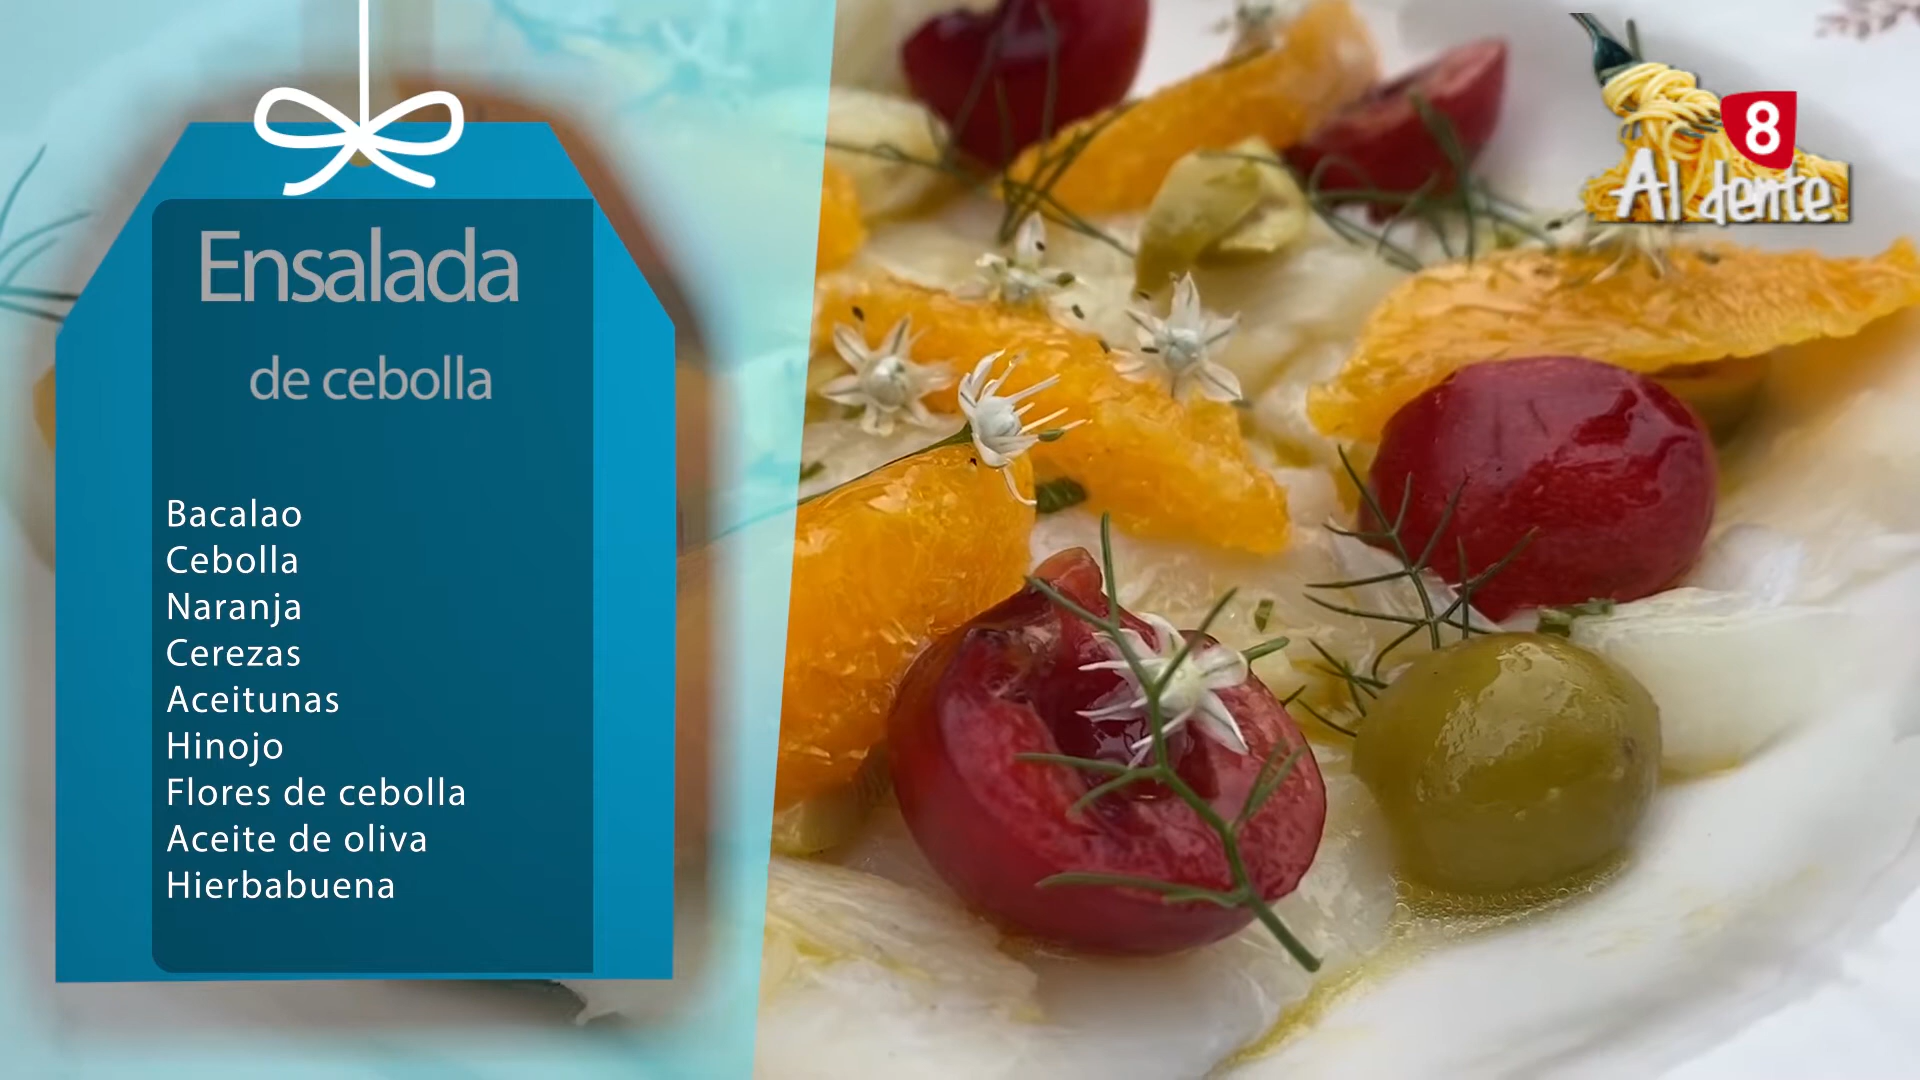 Ensalada
de cebolla
Bacalao
Cebolla
Naranja
Cerezas
Aceitunas
Hinojo
Flores de cebolla
Aceite de oliva
Hierbabuena
8
Al dente